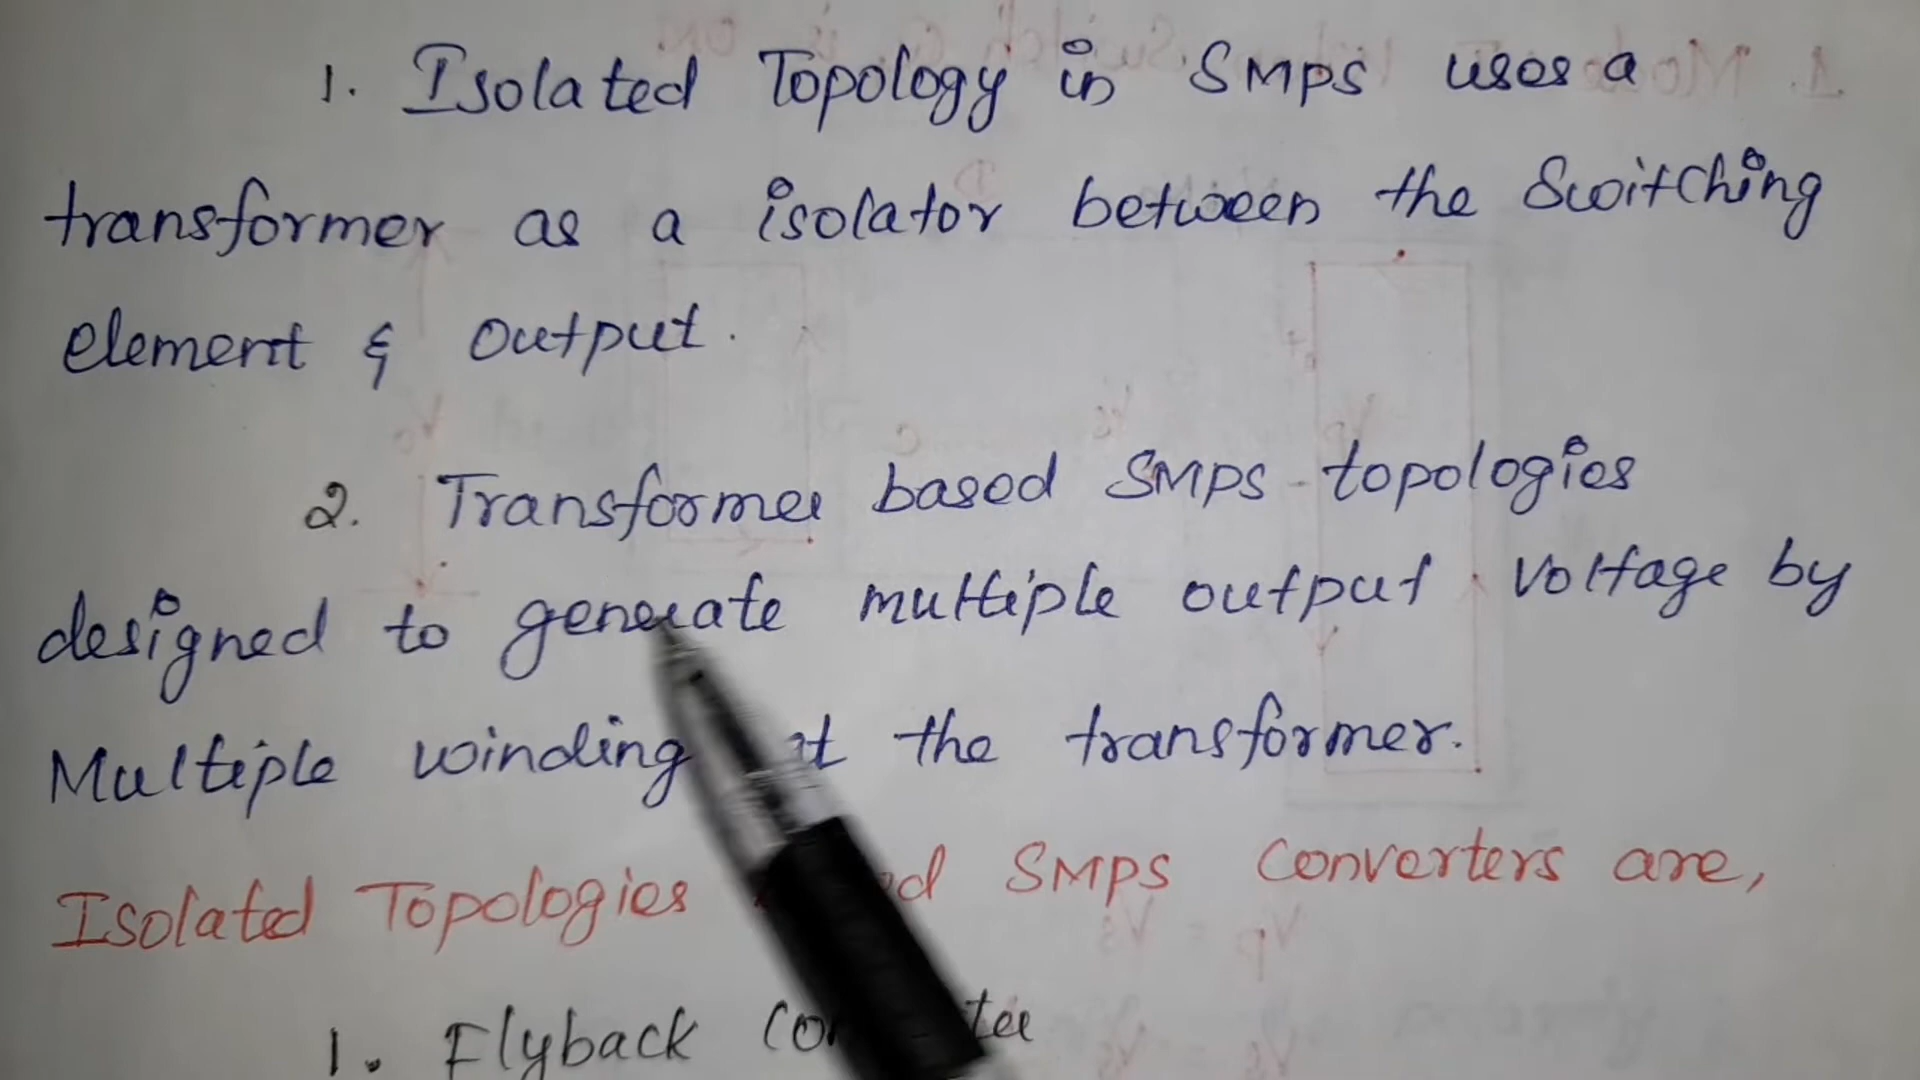 1. Isolated Topology in SMPS uses a
transformer as a isolator between the Switching
element & output.
2. Transformer based SMPS topologies
designed to generate multiple output voltage by
Multiple winding the transformer.
Isolated Topologies SMPS Converters are,
1. Flyback